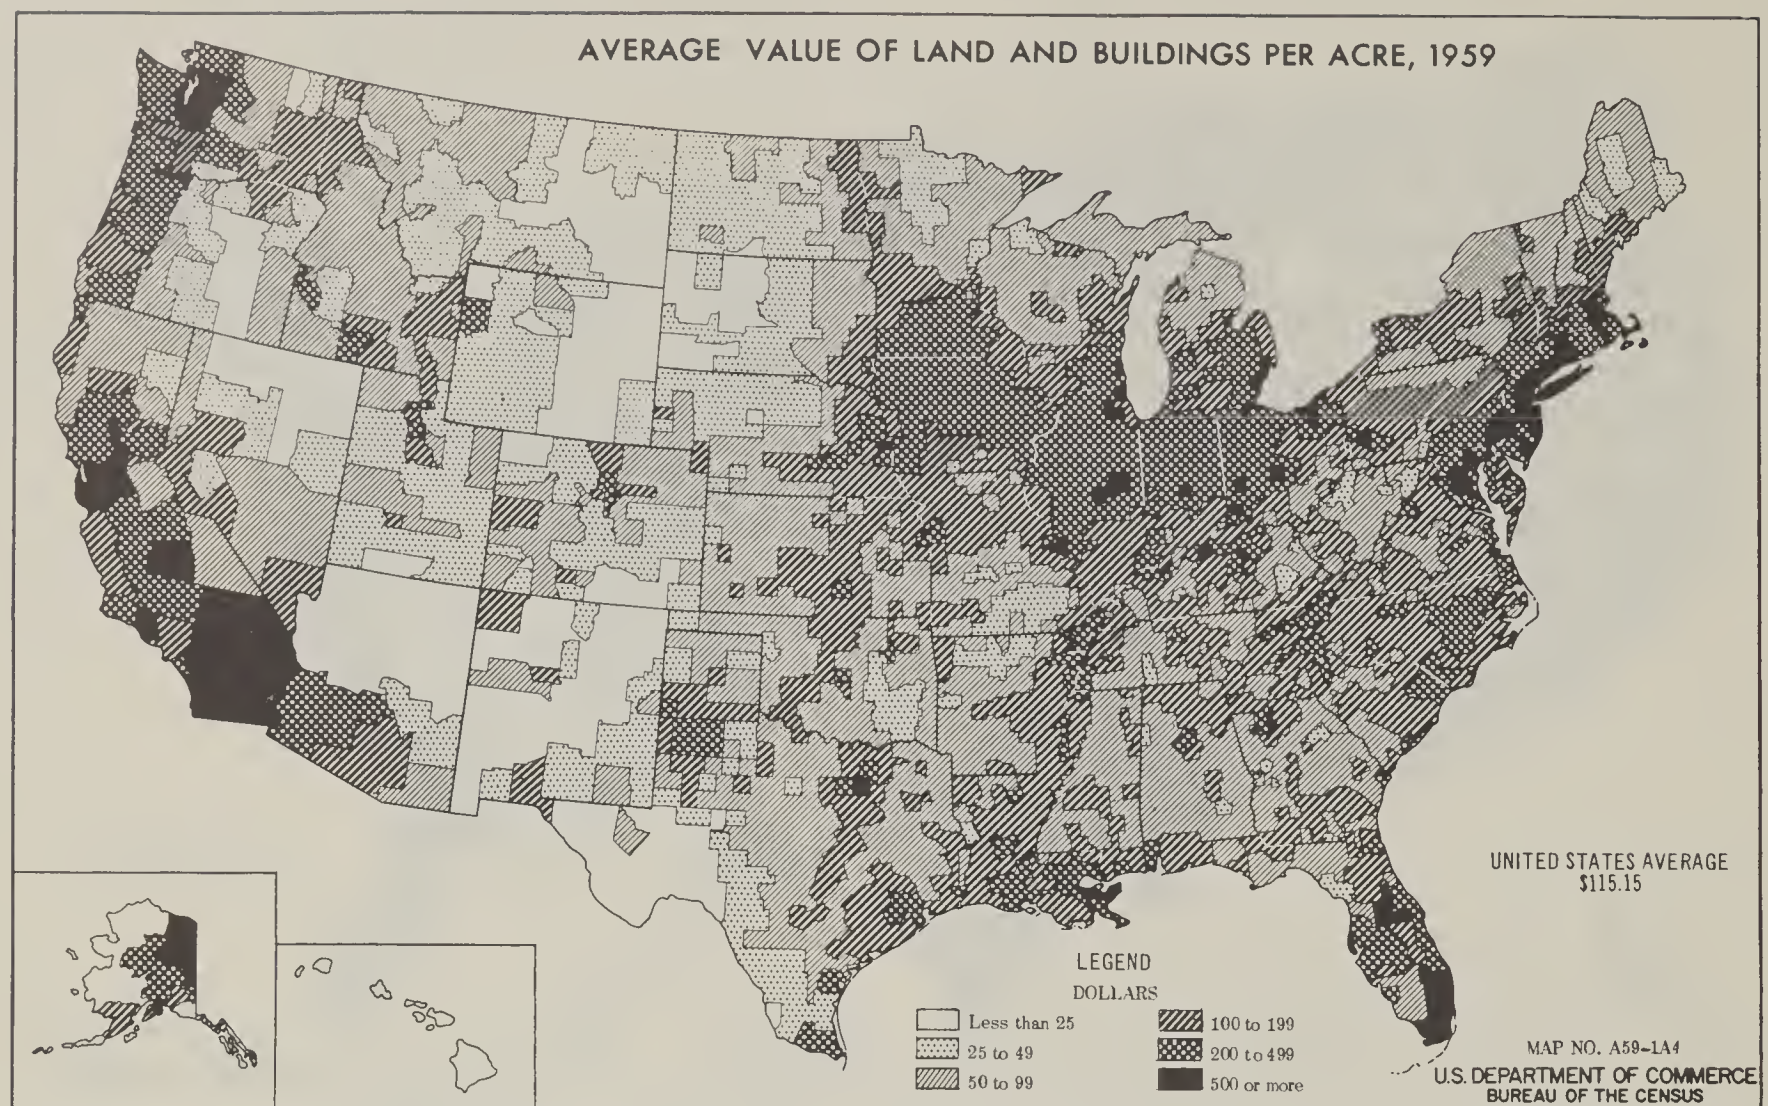 AVERAGE VALUE OF LAND AND BUILDINGS PER ACRE, 1959
UNITED STATES AVERAGE
$115.15
LEGEND
DOLLARS
Less than 25
25 to 49
50 to 99
100 to 199
200 to 499
500 or more
MAP NO. A59-1A4
U.S. DEPARTMENT OF COMMERCE
BUREAU OF THE CENSUS